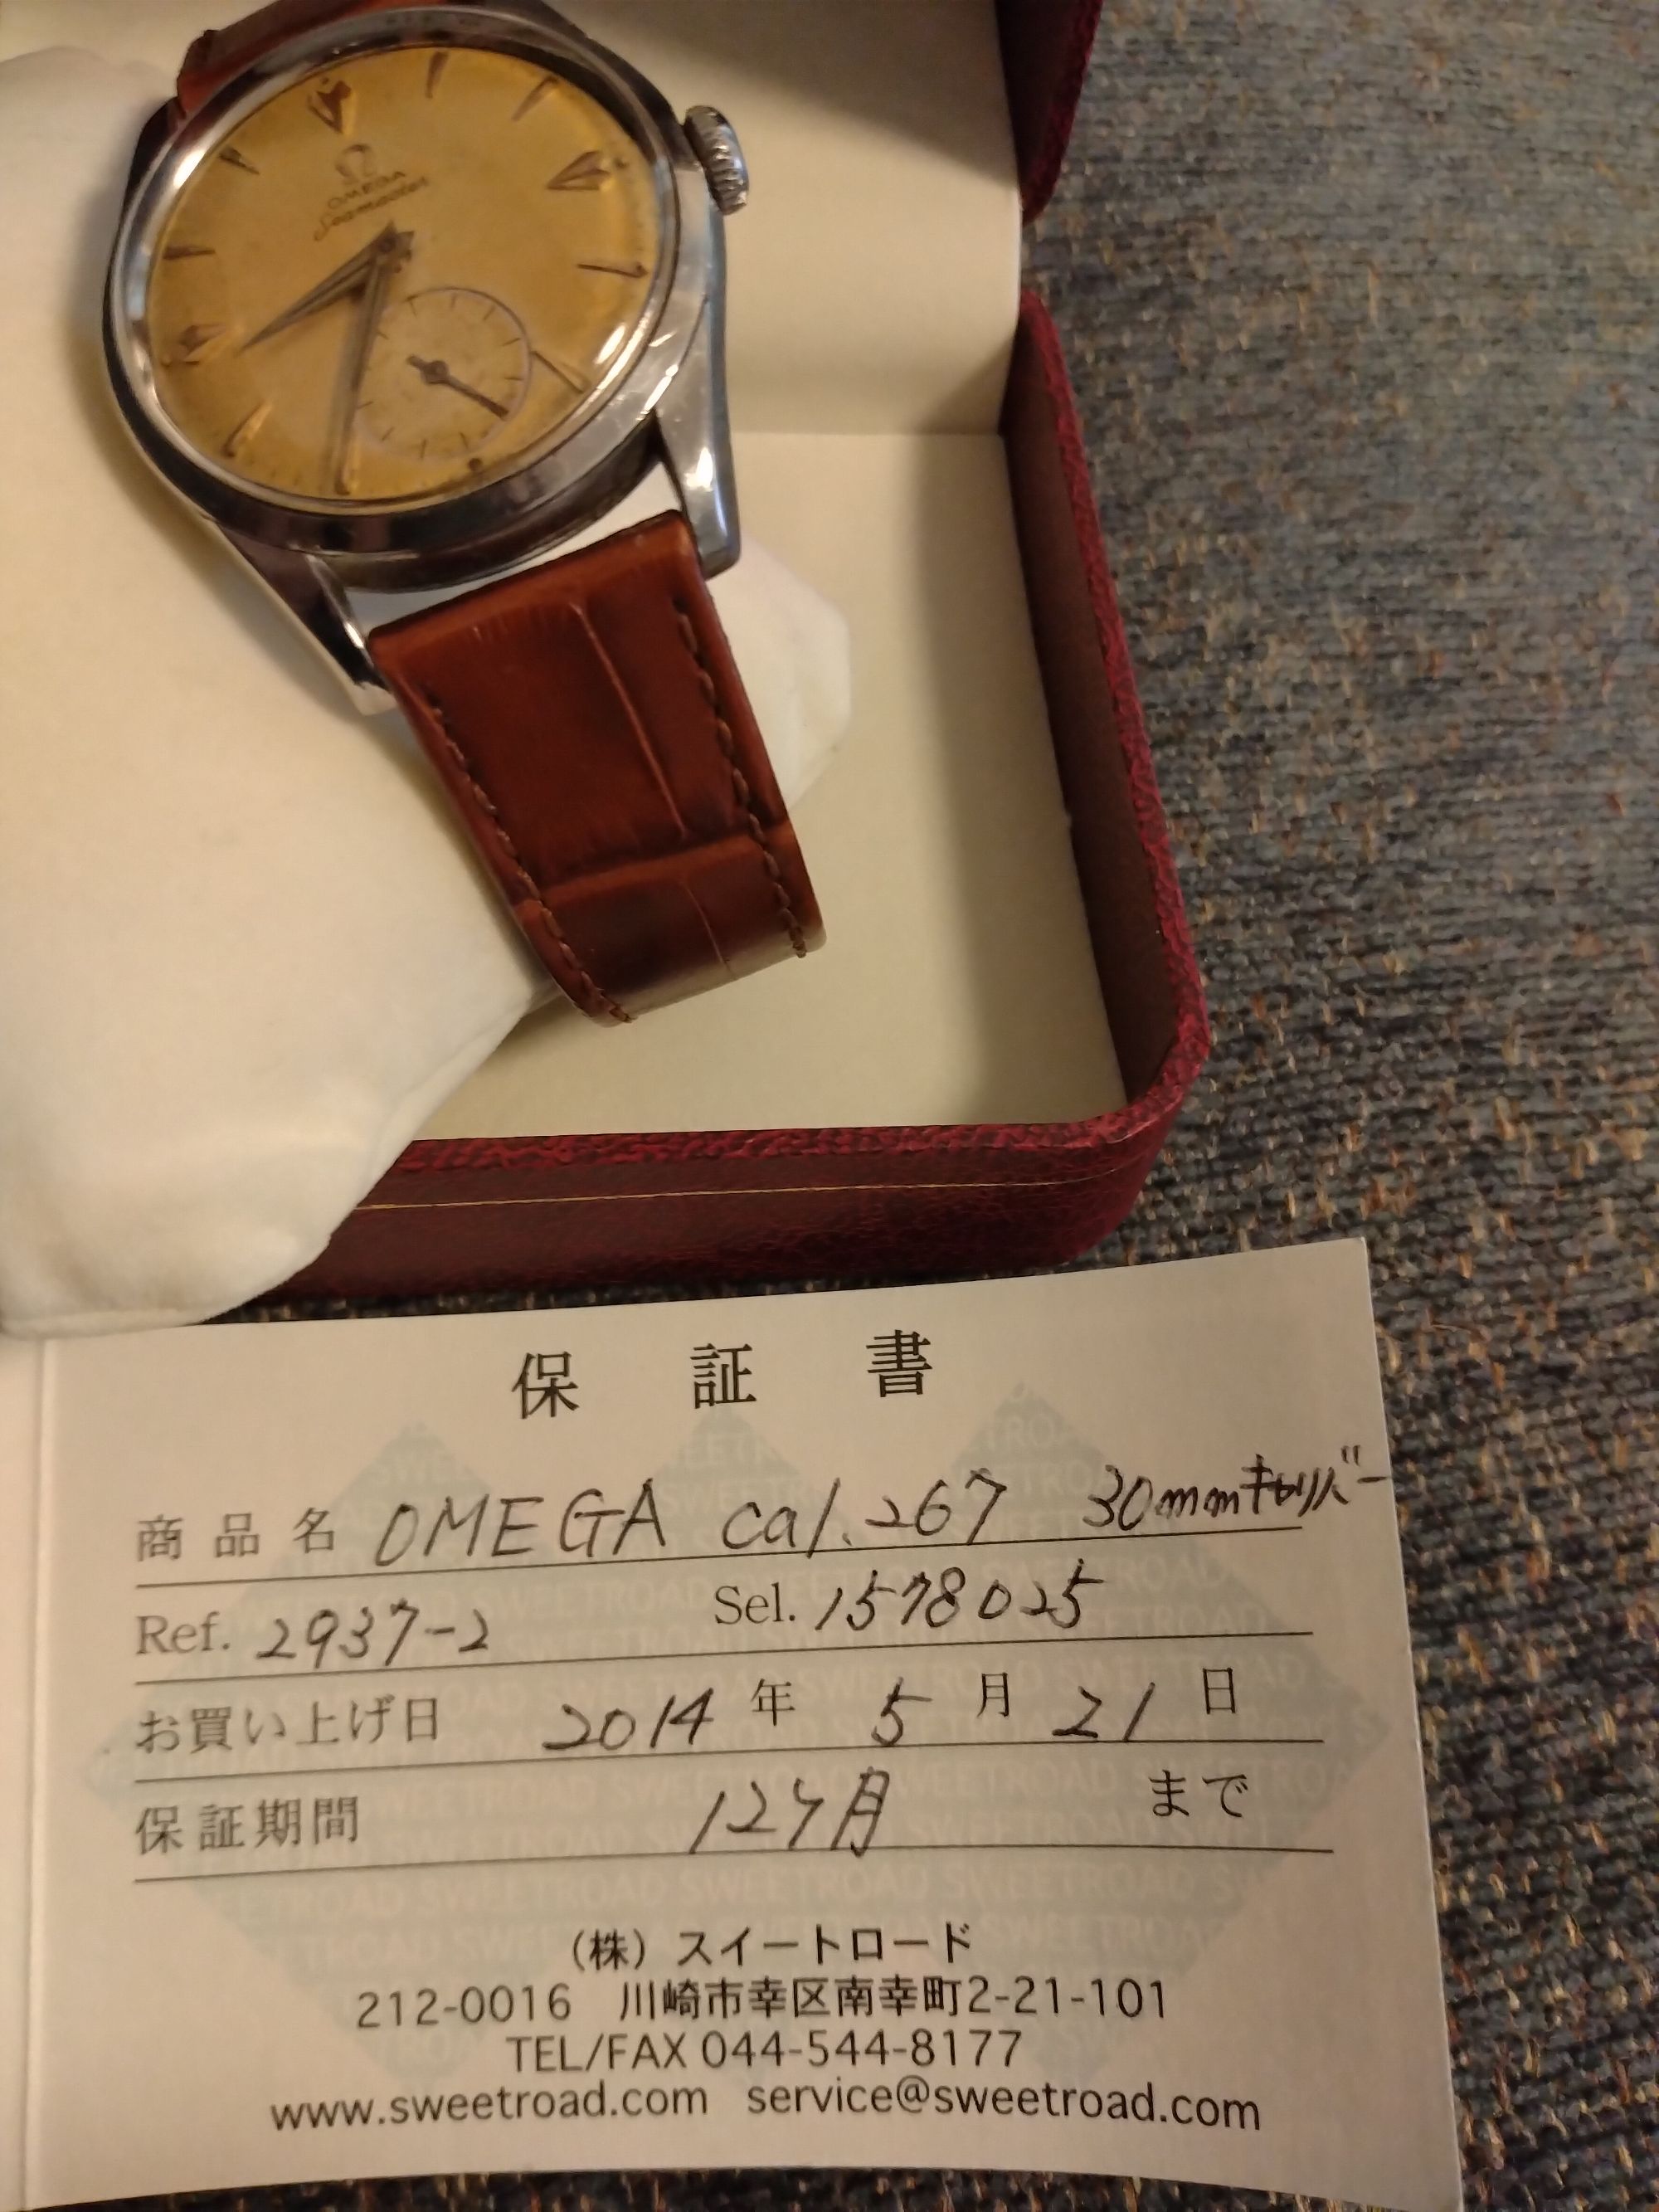 OMEGA
Seamaster
保 証 書
商 品 名 OMEGA cal.267 30mmキャリバー
Ref. 2937-2 Sel. 1578025
お買い上げ日 2014 年 5 月 21 日
保証期間 12ケ月 まで
(株) スイートロード
212-0016 川崎市幸区南幸町2-21-101
TEL/FAX 044-544-8177
www.sweetroad.com service@sweetroad.com